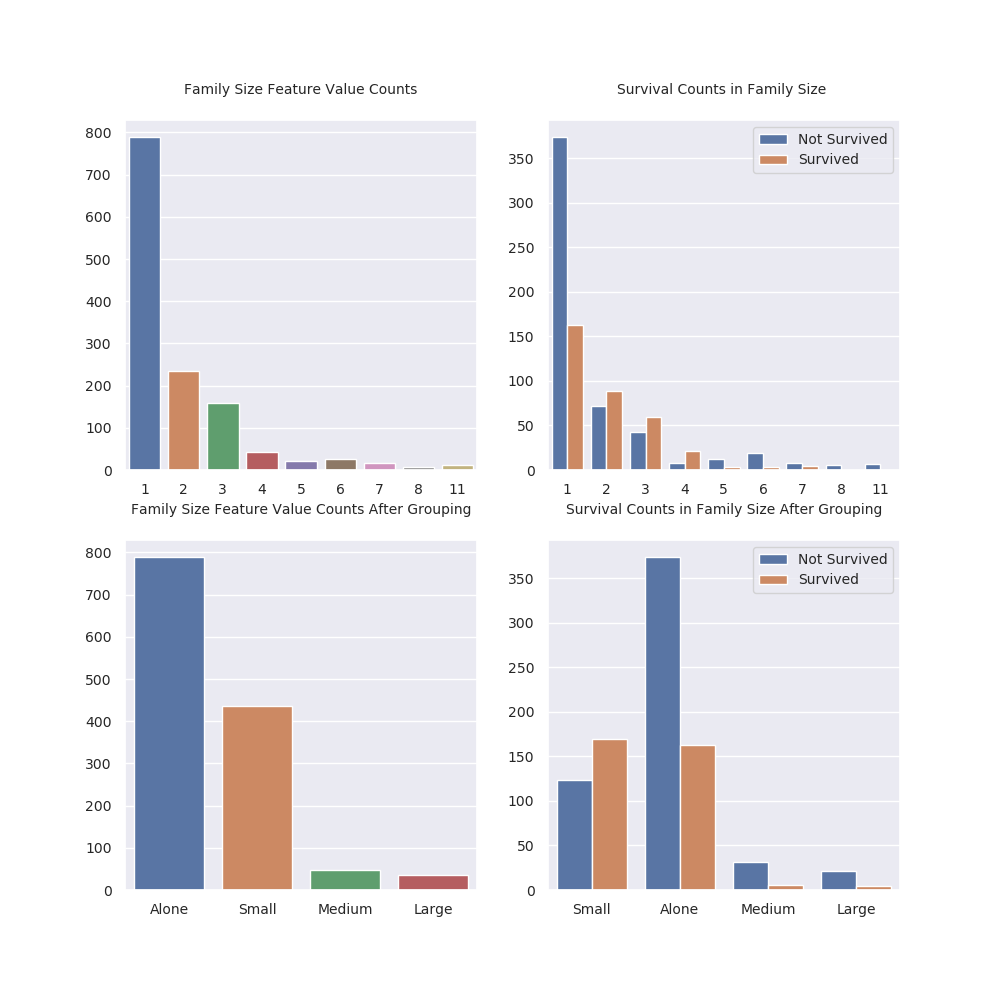 Family Size Feature Value Counts
800
700
600
500
400
300
200
100
0
1 2 3 4 5 6 7 8 11
Survival Counts in Family Size
Not Survived
Survived
350
300
250
200
150
100
50
0
1 2 3 4 5 6 7 8 11
Family Size Feature Value Counts After Grouping
800
700
600
500
400
300
200
100
0
Alone Small Medium Large
Survival Counts in Family Size After Grouping
Not Survived
Survived
350
300
250
200
150
100
50
0
Small Alone Medium Large